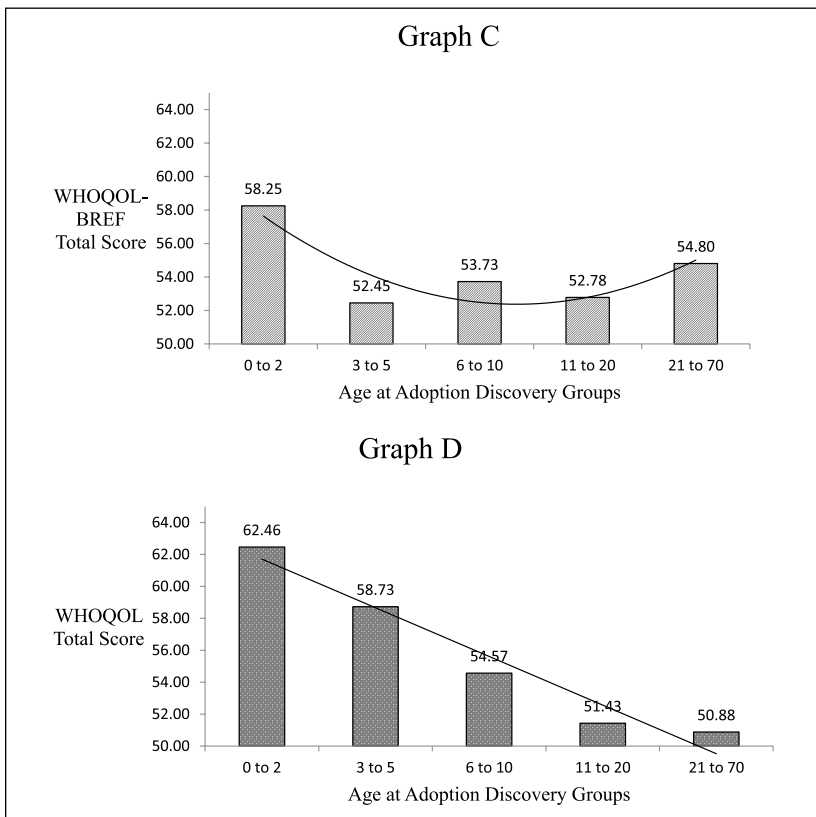 Graph C
64.00
62.00
60.00
58.00
56.00
54.00
52.00
50.00
WHOQOL-
BREF
Total Score
58.25
52.45
53.73
52.78
54.80
0 to 2 3 to 5 6 to 10 11 to 20 21 to 70
Age at Adoption Discovery Groups
Graph D
64.00
62.00
60.00
58.00
56.00
54.00
52.00
50.00
WHOQOL
Total Score
62.46
58.73
54.57
51.43
50.88
0 to 2 3 to 5 6 to 10 11 to 20 21 to 70
Age at Adoption Discovery Groups